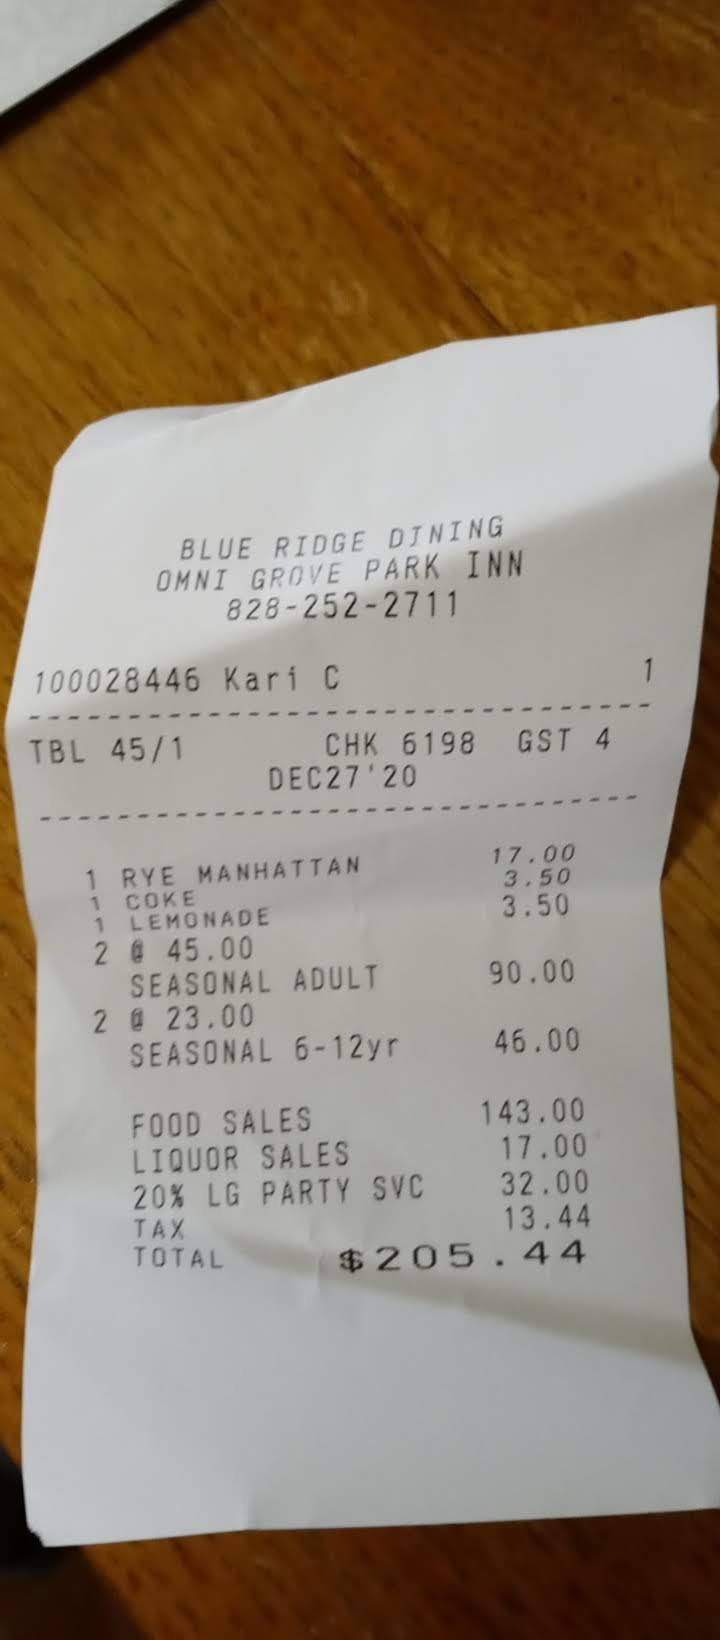 BLUE RIDGE DINING
OMNI GROVE PARK INN
828-252-2711
100028446 Kari C 1
TBL 45/1 CHK 6198 GST 4
DEC27'20
1 RYE MANHATTAN 17.00
1 COKE 3.50
1 LEMONADE 3.50
2 @ 45.00
SEASONAL ADULT 90.00
2 @ 23.00
SEASONAL 6-12yr 46.00
FOOD SALES 143.00
LIQUOR SALES 17.00
20% LG PARTY SVC 32.00
TAX 13.44
TOTAL $205.44